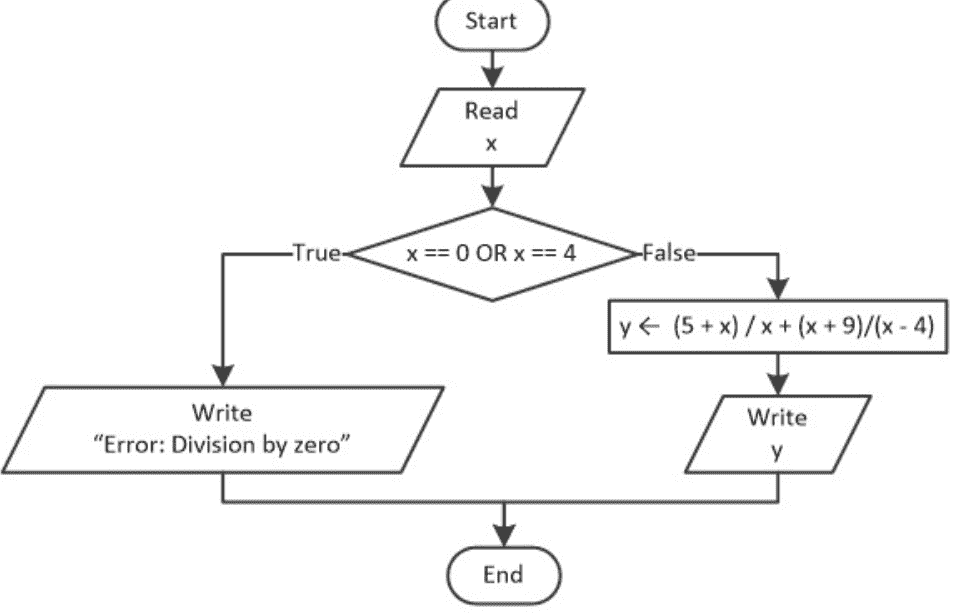 Start
Read
x
True
x == 0 OR x == 4
False
y ← (5 + x) / x + (x + 9)/(x - 4)
Write
“Error: Division by zero”
Write
y
End